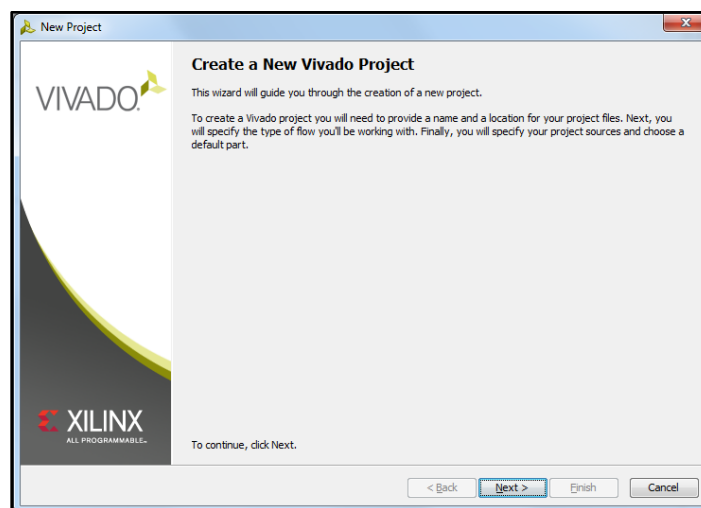 New Project
VIVADO.
Create a New Vivado Project
This wizard will guide you through the creation of a new project.
To create a Vivado project you will need to provide a name and a location for your project files. Next, you
will specify the type of flow you'll be working with. Finally, you will specify your project sources and choose a
default part.
XILINX
ALL PROGRAMMABLE™
To continue, click Next.
< Back
Next >
Finish
Cancel